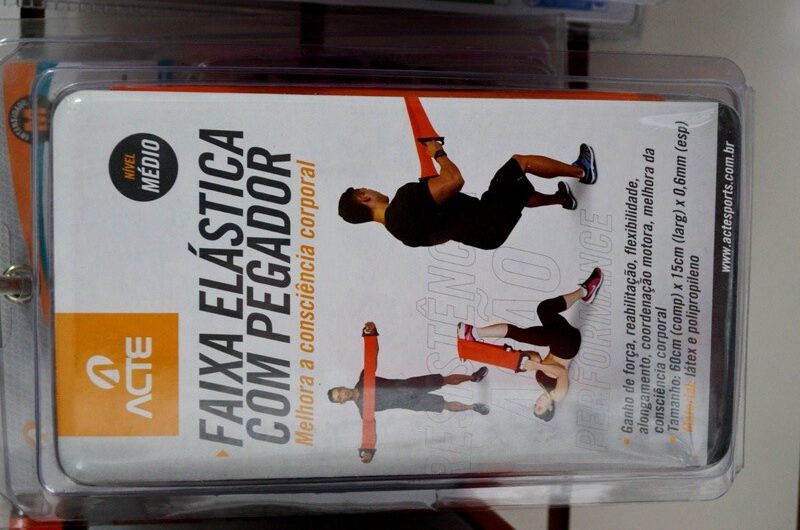 ACTE
NÍVEL
MÉDIO
FAIXA ELÁSTICA
COM PEGADOR
Melhora a consciência corporal
PERFORMANCE
Ganho de força, reabilitação, flexibilidade,
alongamento, coordenação motora, melhora da
consciência corporal
Tamanho: 60cm (comp) x 15cm (larg) x 0,6mm (esp)
látex e polipropileno
www.actesports.com.br